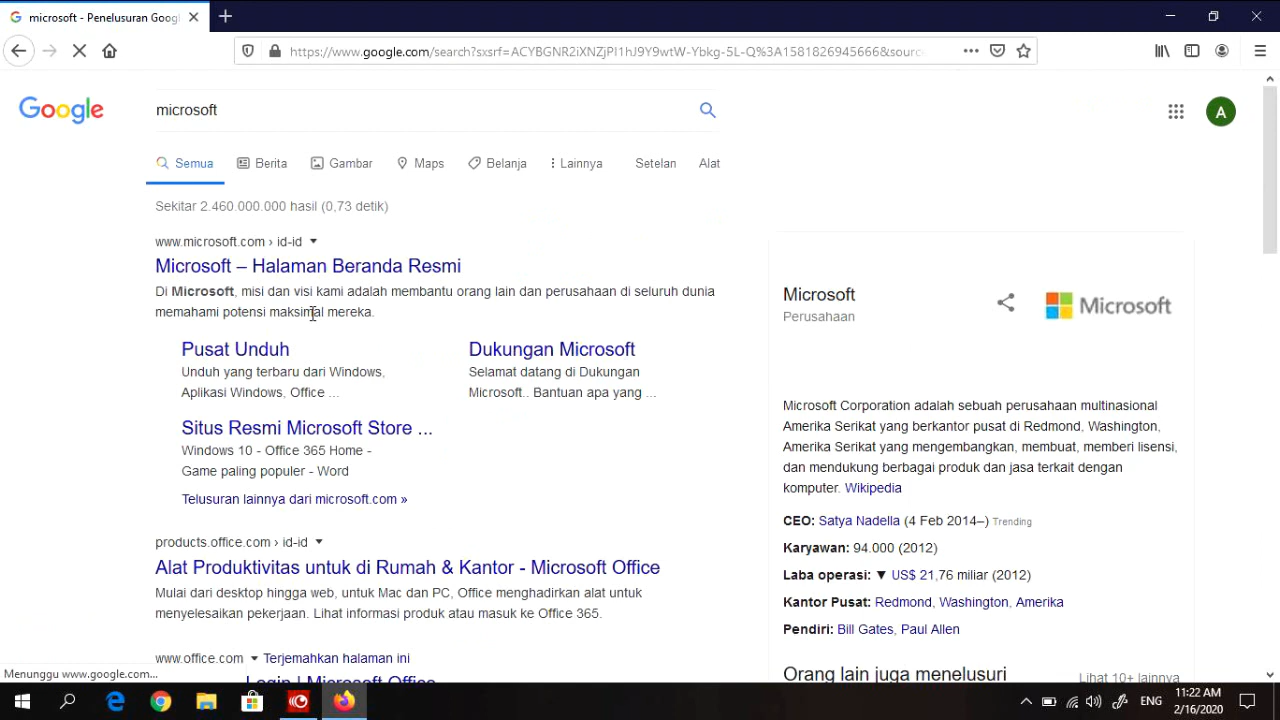 microsoft - Penelusuran Googl
https://www.google.com/search?sxsrf=ACYBGNR2iXNZjPI1hJ9Y9wtW-Ybkg-5L-Q%3A1581826945666&sourc
Google
microsoft
A
Semua Berita Gambar Maps Belanja Lainnya Setelan Alat
Sekitar 2.460.000.000 hasil (0,73 detik)
www.microsoft.com › id-id
Microsoft – Halaman Beranda Resmi
Di Microsoft, misi dan visi kami adalah membantu orang lain dan perusahaan di seluruh dunia
memahami potensi maksimal mereka.
Pusat Unduh
Unduh yang terbaru dari Windows,
Aplikasi Windows, Office ...
Dukungan Microsoft
Selamat datang di Dukungan
Microsoft.. Bantuan apa yang ...
Situs Resmi Microsoft Store ...
Windows 10 - Office 365 Home -
Game paling populer - Word
Telusuran lainnya dari microsoft.com »
products.office.com › id-id
Alat Produktivitas untuk di Rumah & Kantor - Microsoft Office
Mulai dari desktop hingga web, untuk Mac dan PC, Office menghadirkan alat untuk
menyelesaikan pekerjaan. Lihat informasi produk atau masuk ke Office 365.
www.office.com Terjemahkan halaman ini
Login | Microsoft Office
Microsoft
Perusahaan
Microsoft
Microsoft Corporation adalah sebuah perusahaan multinasional
Amerika Serikat yang berkantor pusat di Redmond, Washington,
Amerika Serikat yang mengembangkan, membuat, memberi lisensi,
dan mendukung berbagai produk dan jasa terkait dengan
komputer. Wikipedia
CEO: Satya Nadella (4 Feb 2014–) Trending
Karyawan: 94.000 (2012)
Laba operasi: ▼ US$ 21,76 miliar (2012)
Kantor Pusat: Redmond, Washington, Amerika
Pendiri: Bill Gates, Paul Allen
Orang lain juga menelusuri
Lihat 10+ lainnya
Menunggu www.google.com...
ENG
11:22 AM
2/16/2020